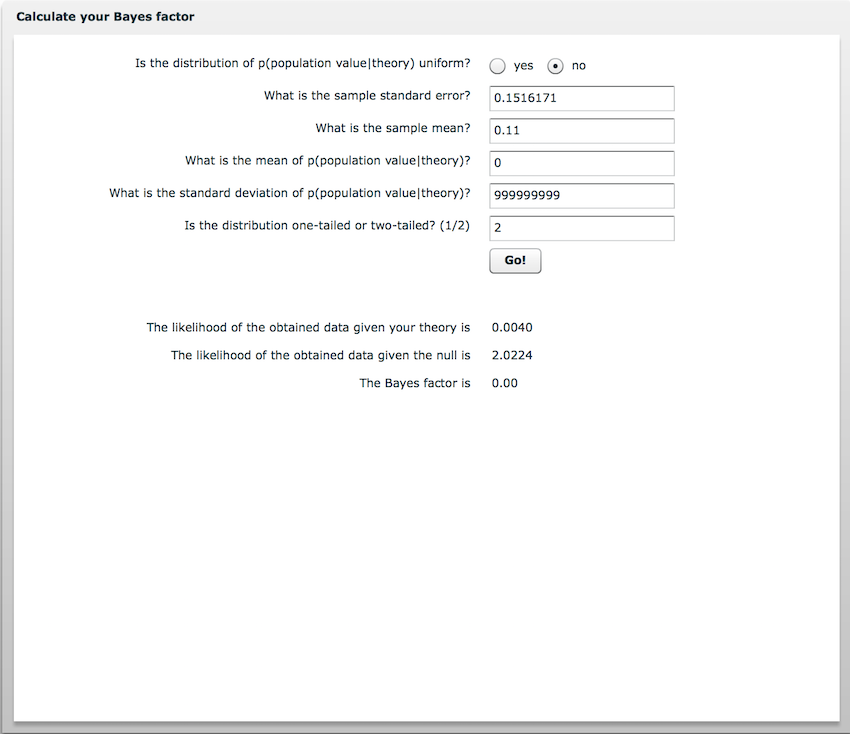 Calculate your Bayes factor
Is the distribution of p(population value|theory) uniform? yes no
What is the sample standard error? 0.1516171
What is the sample mean? 0.11
What is the mean of p(population value|theory)? 0
What is the standard deviation of p(population value|theory)? 999999999
Is the distribution one-tailed or two-tailed? (1/2) 2
Go!
The likelihood of the obtained data given your theory is 0.0040
The likelihood of the obtained data given the null is 2.0224
The Bayes factor is 0.00